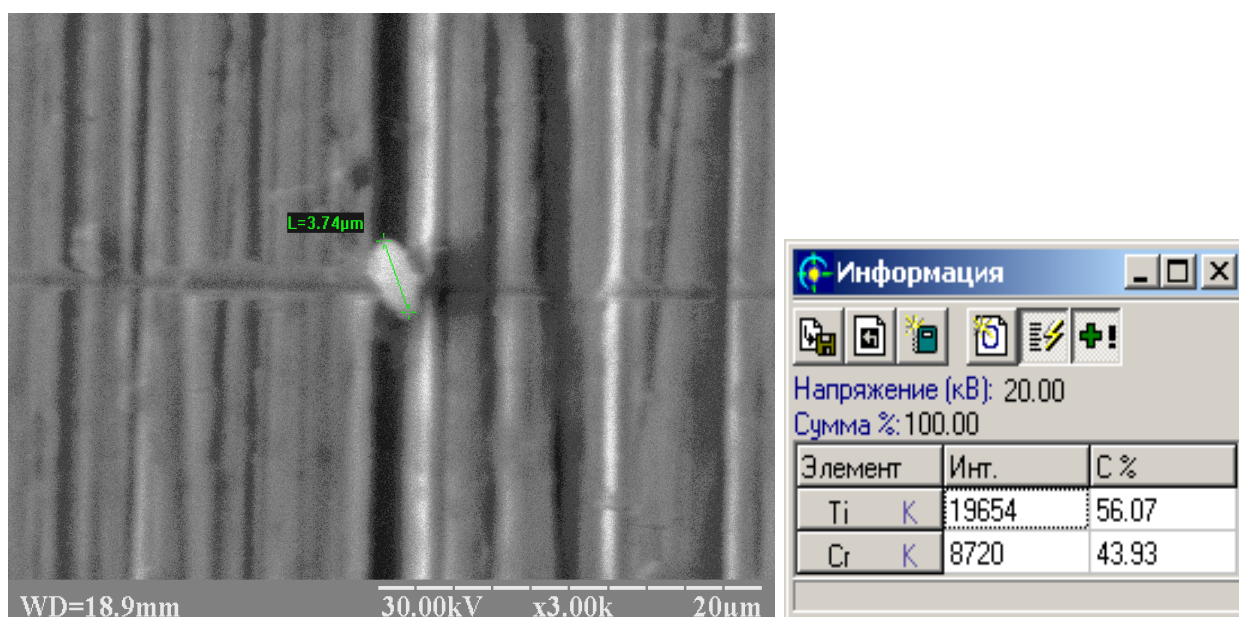 L=3.74µm
WD=18.9mm 30.00kV x3.00k 20um
Информация
Напряжение (кВ): 20.00
Сумма %: 100.00
Элемент Инт. C %
Ti K 19654 56.07
Cr K 8720 43.93